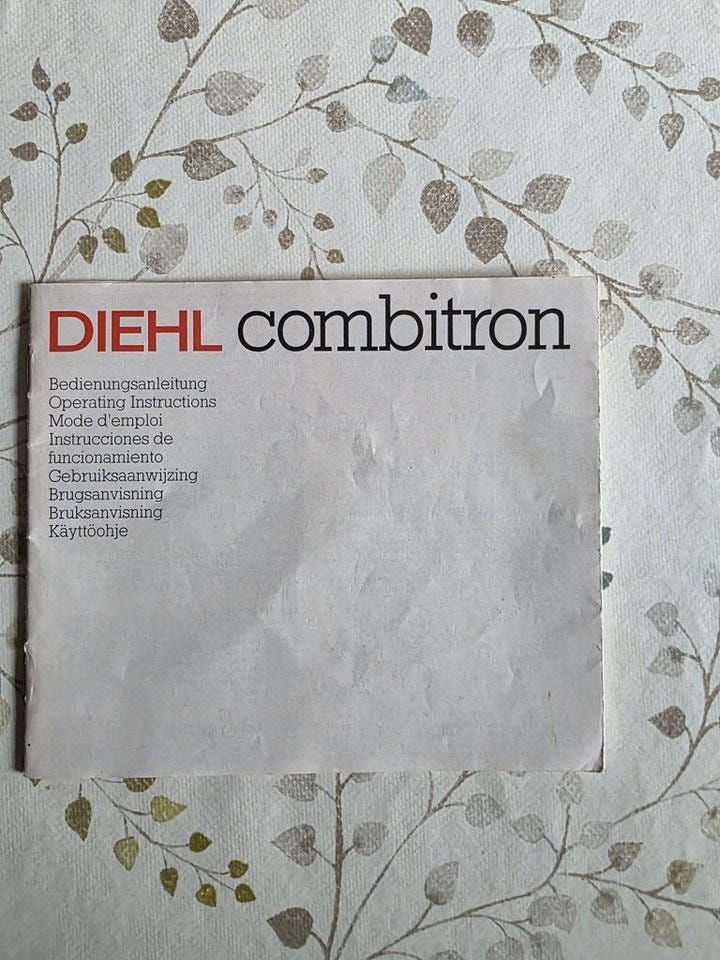 DIEHL combitron
Bedienungsanleitung
Operating Instructions
Mode d'emploi
Instrucciones de
funcionamiento
Gebruiksaanwijzing
Brugsanvisning
Bruksanvisning
Käyttöohje